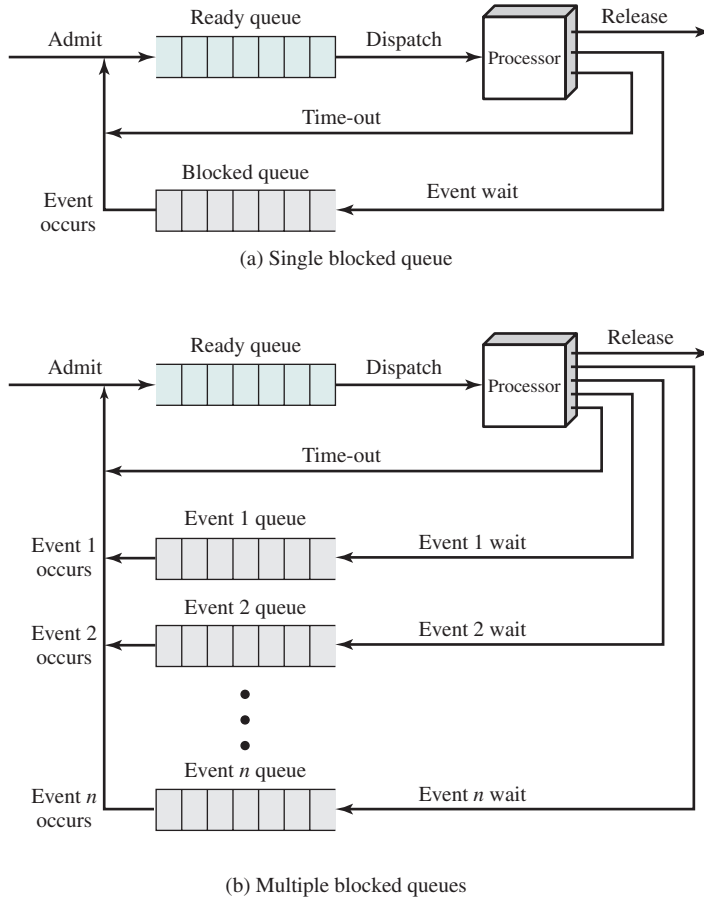 Ready queue
Release
Admit
Dispatch
Processor
Time-out
Blocked queue
Event
occurs
Event wait
(a) Single blocked queue
Ready queue
Release
Admit
Dispatch
Processor
Time-out
Event 1 queue
Event 1
occurs
Event 1 wait
Event 2 queue
Event 2
occurs
Event 2 wait
Event n queue
Event n
occurs
Event n wait
(b) Multiple blocked queues